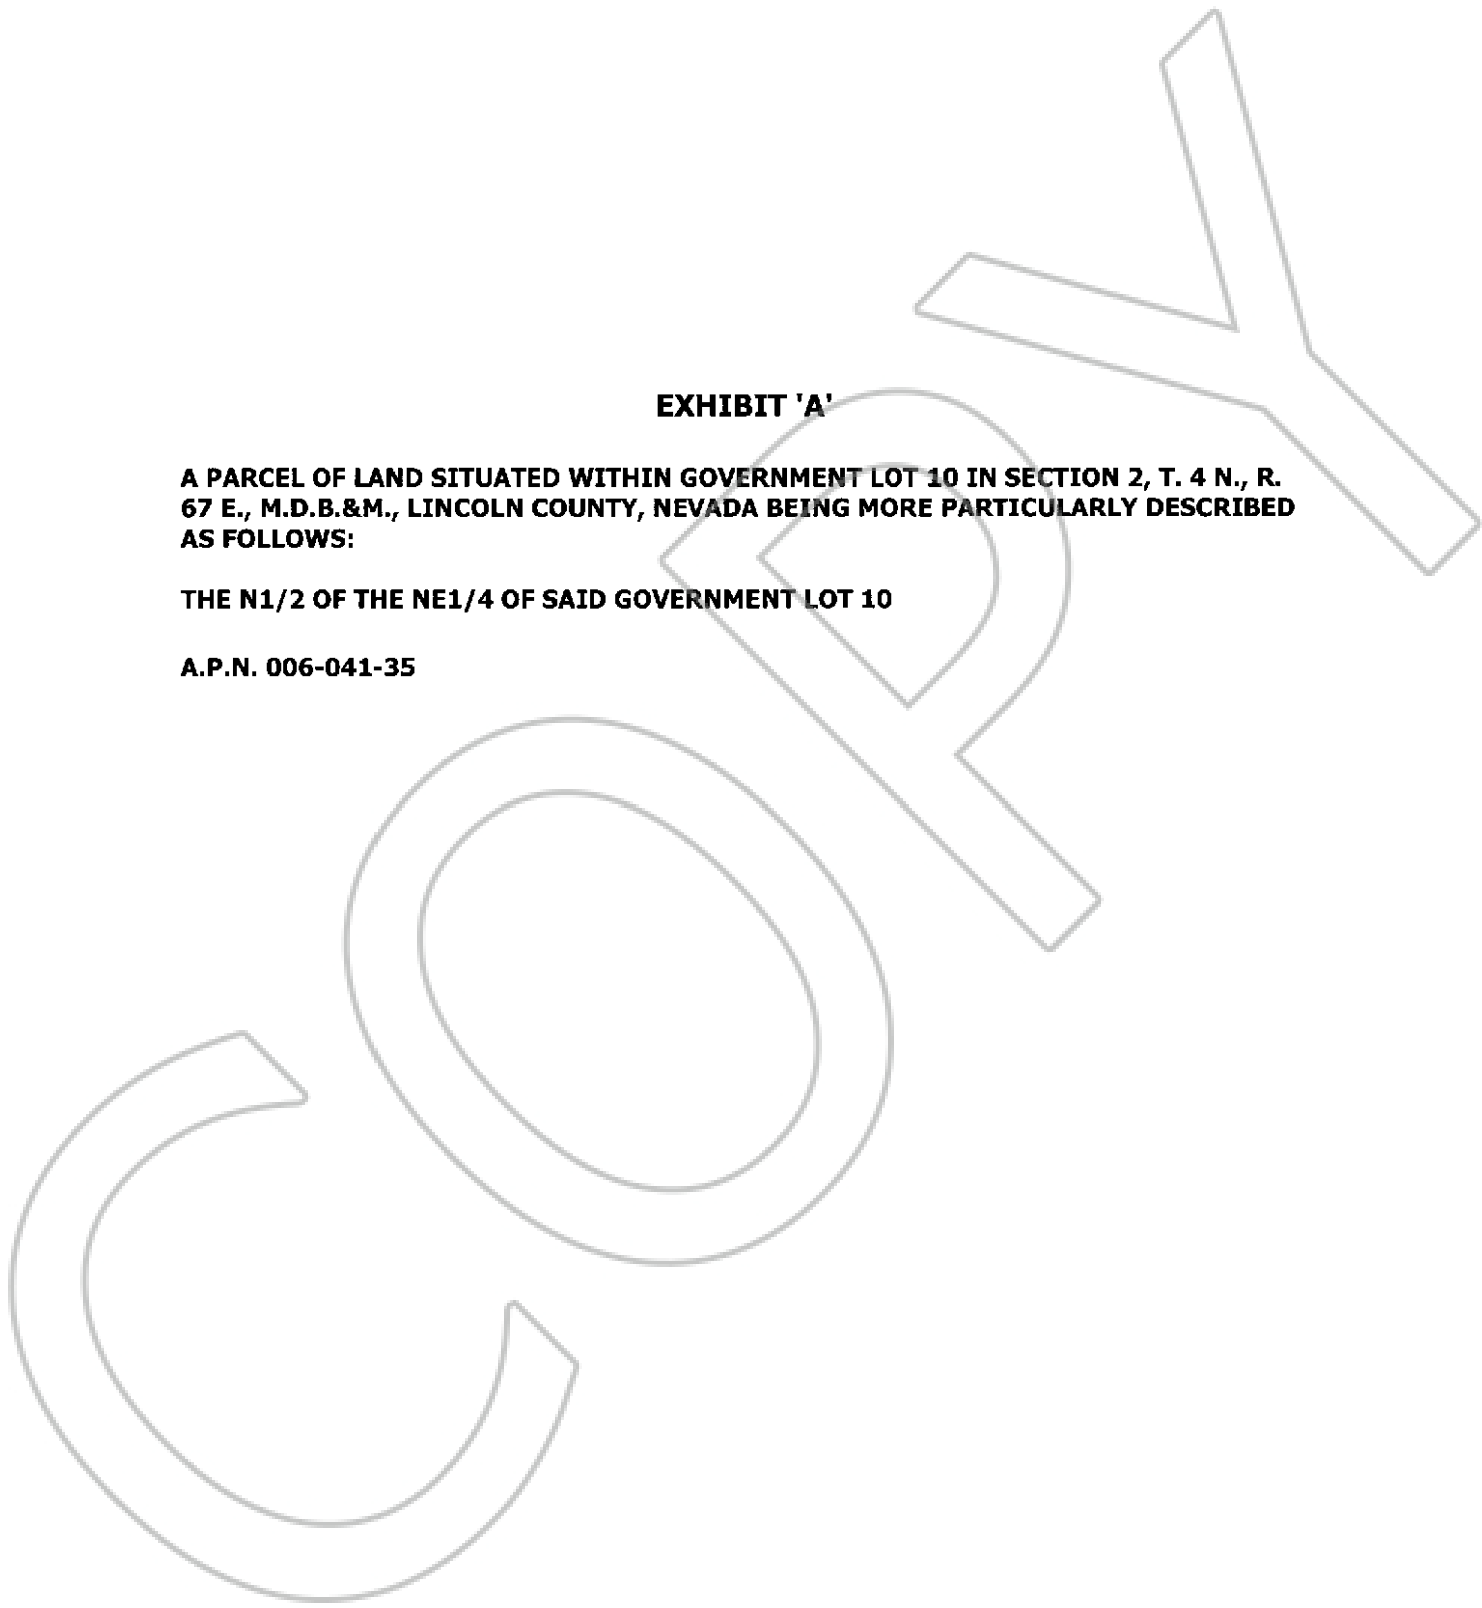 EXHIBIT 'A'
A PARCEL OF LAND SITUATED WITHIN GOVERNMENT LOT 10 IN SECTION 2, T. 4 N., R.
67 E., M.D.B.&M., LINCOLN COUNTY, NEVADA BEING MORE PARTICULARLY DESCRIBED
AS FOLLOWS:
THE N1/2 OF THE NE1/4 OF SAID GOVERNMENT LOT 10
A.P.N. 006-041-35
COPY